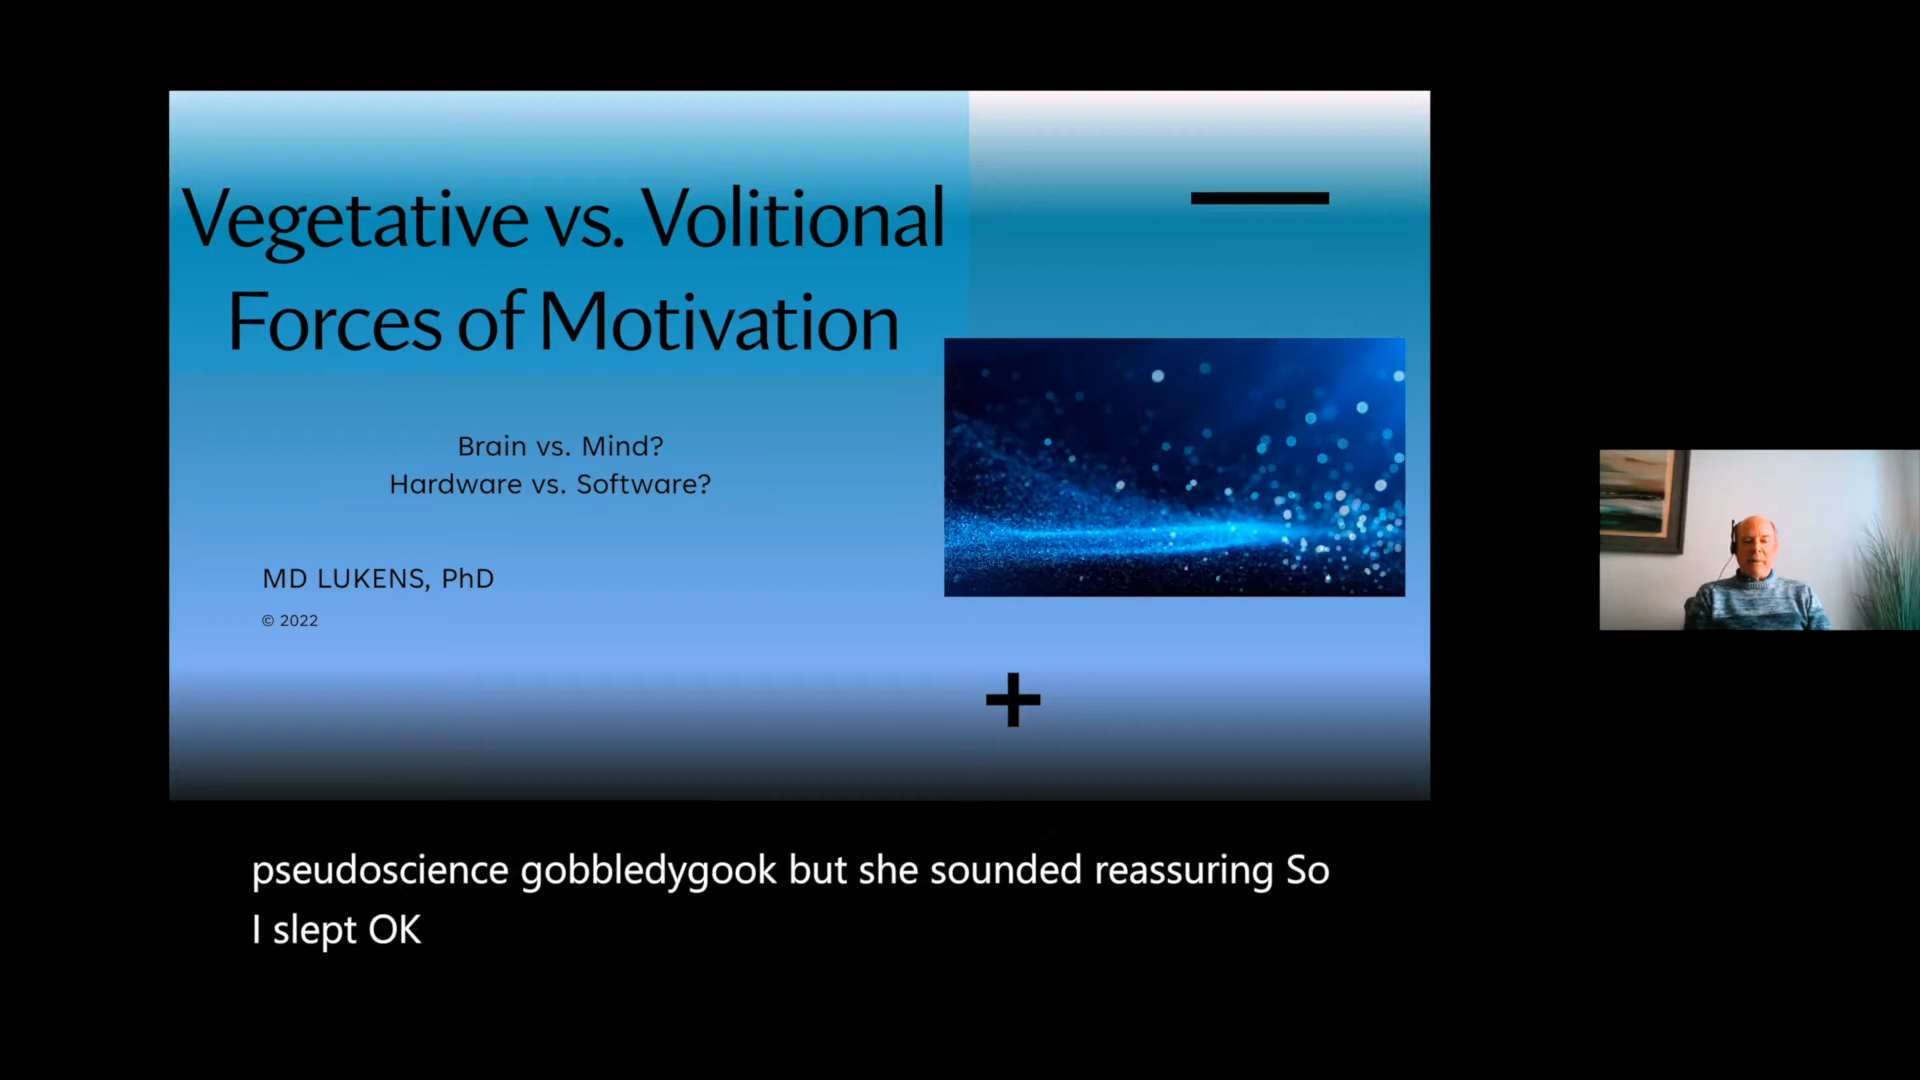 Vegetative vs. Volitional
Forces of Motivation
Brain vs. Mind?
Hardware vs. Software?
MD LUKENS, PhD
© 2022
pseudoscience gobbledygook but she sounded reassuring So
I slept OK